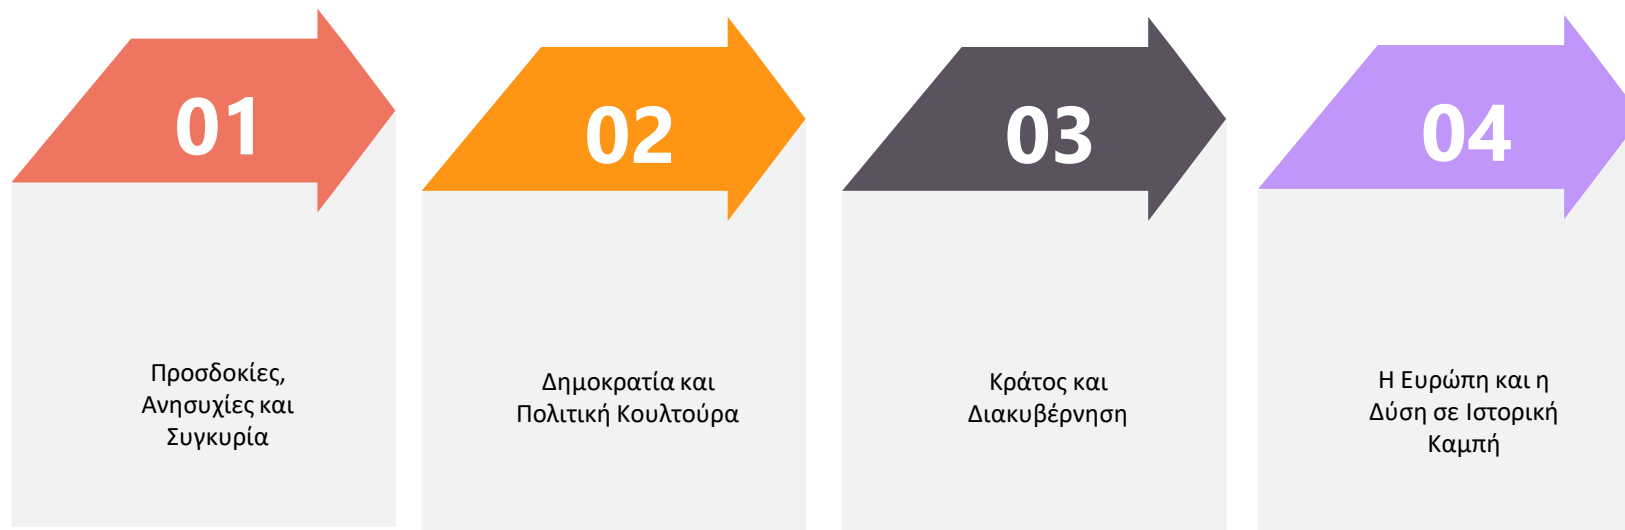 01
Προσδοκίες,
Ανησυχίες και
Συγκυρία
02
Δημοκρατία και
Πολιτική Κουλτούρα
03
Κράτος και
Διακυβέρνηση
04
Η Ευρώπη και η
Δύση σε Ιστορική
Καμπή